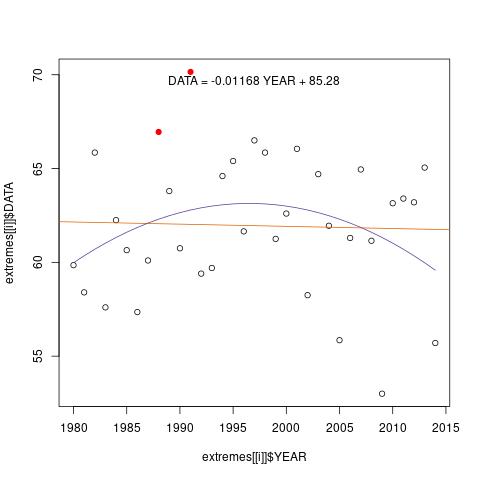 DATA = -0.01168 YEAR + 85.28
extremes[[i]]$DATA
70
65
60
55
1980 1985 1990 1995 2000 2005 2010 2015
extremes[[i]]$YEAR